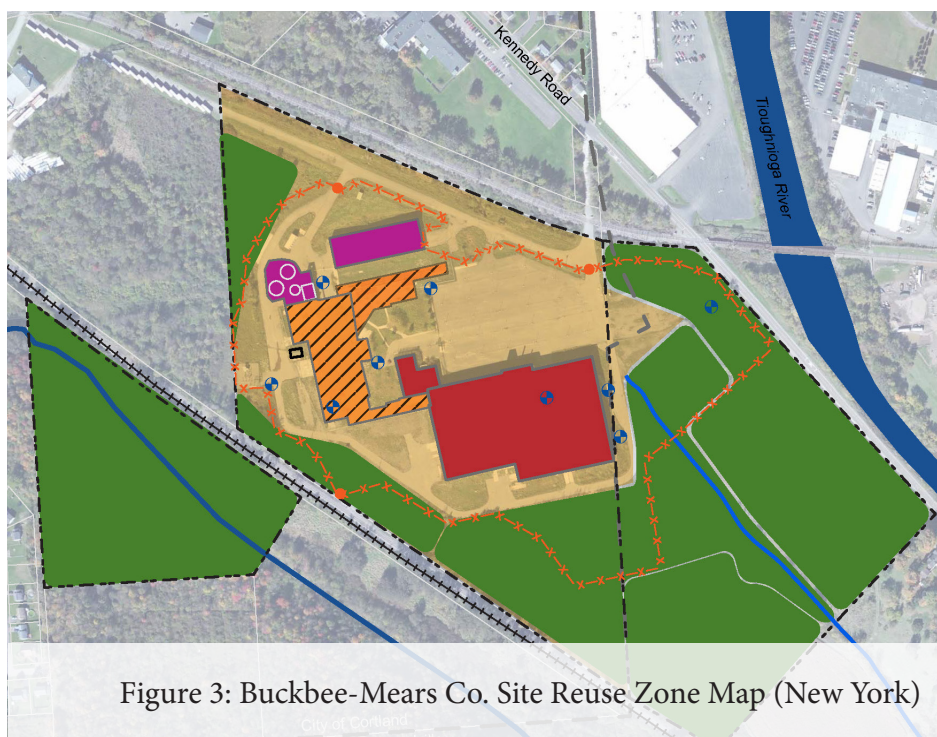 Kennedy Road
Tioughnioga River
Figure 3: Buckbee-Mears Co. Site Reuse Zone Map (New York)
City of Cortland